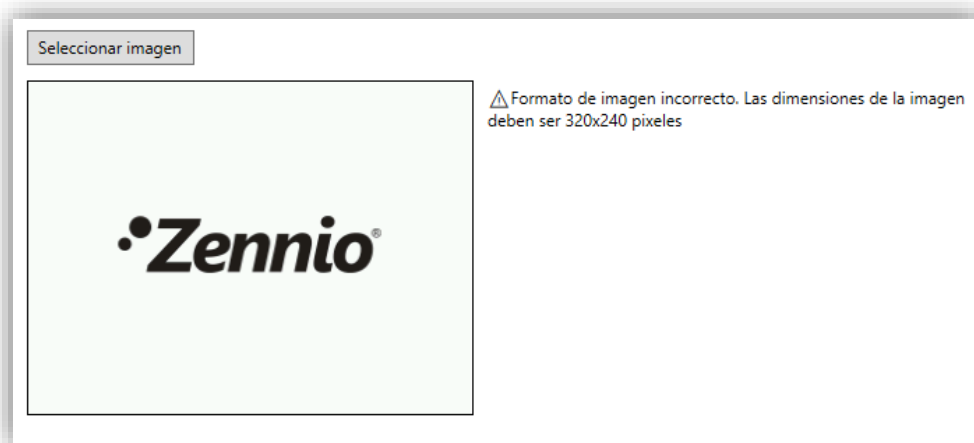 Seleccionar imagen
⚠Formato de imagen incorrecto. Las dimensiones de la imagen
deben ser 320x240 pixeles
Zennio®